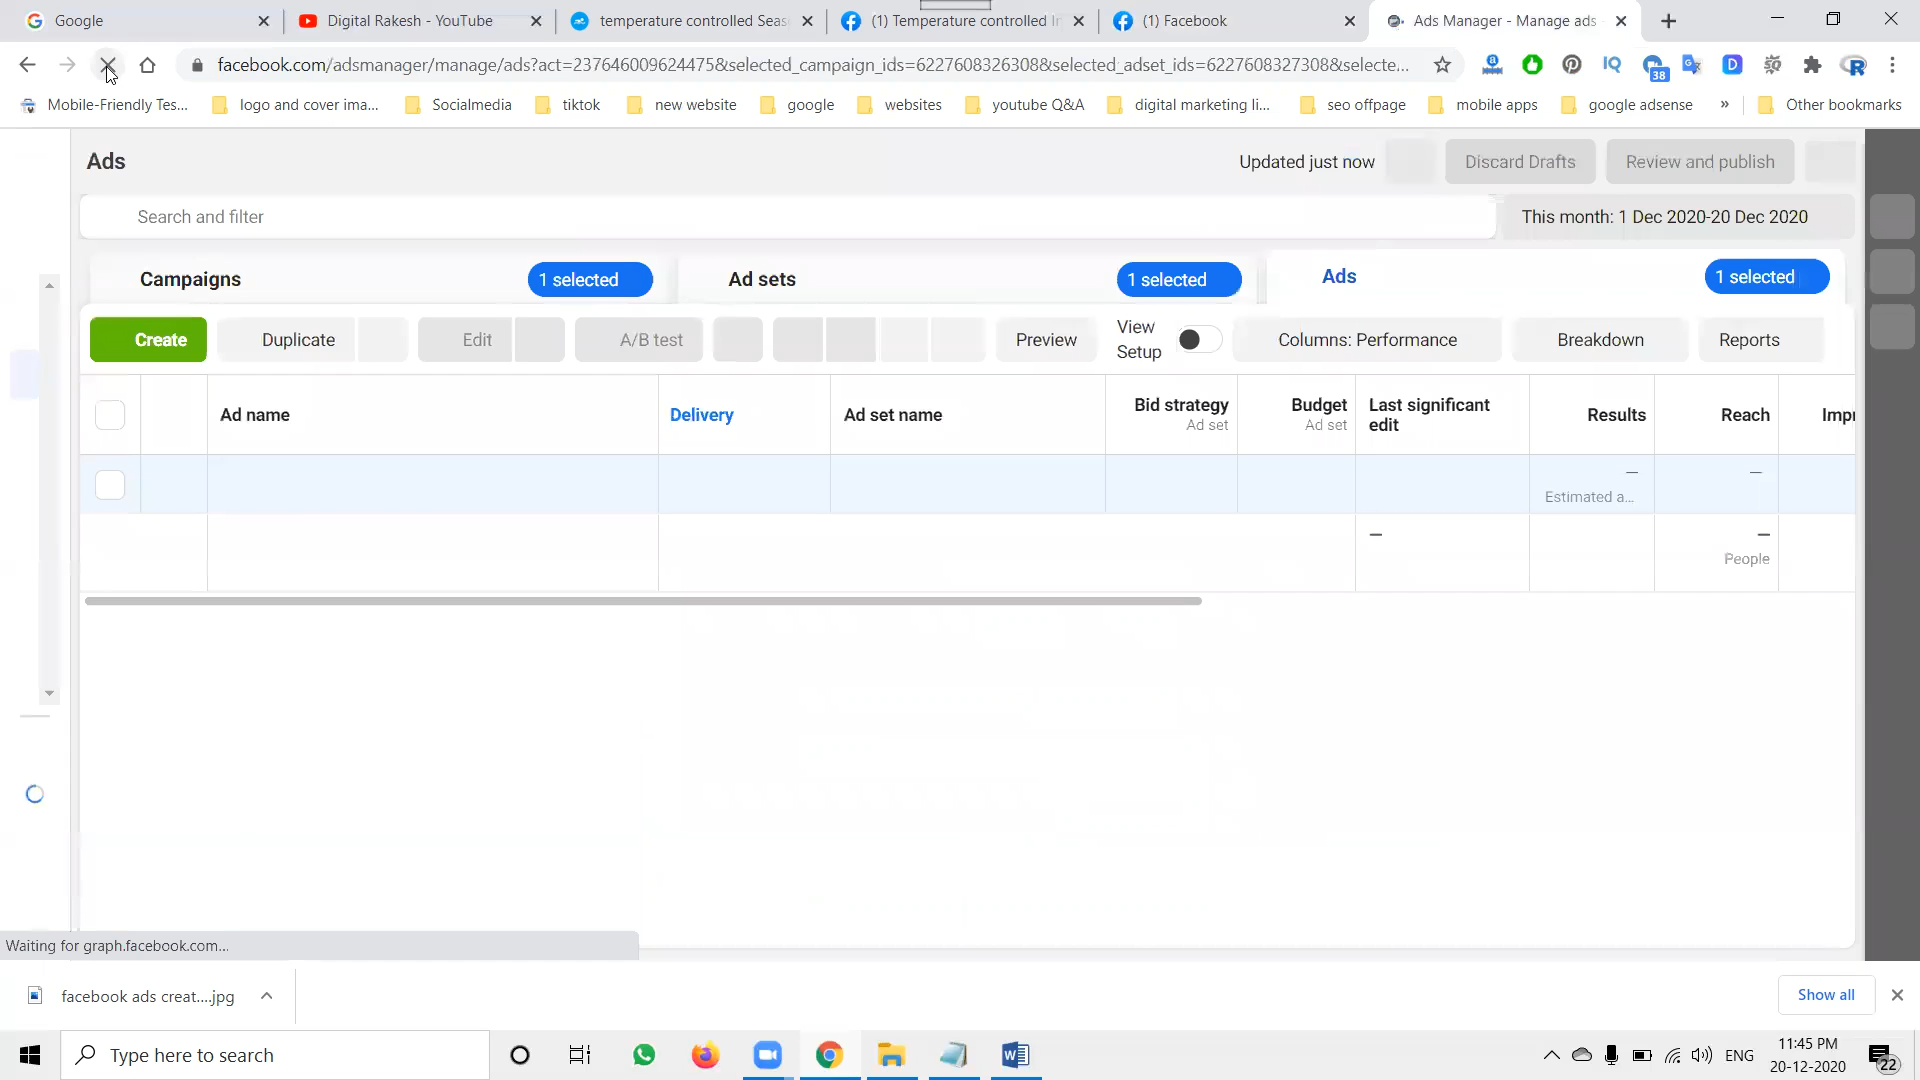 Google
Digital Rakesh - YouTube
temperature controlled Seas
(1) Temperature controlled In
(1) Facebook
Ads Manager - Manage ads
facebook.com/adsmanager/manage/ads?act=237646009624475&selected_campaign_ids=6227608326308&selected_adset_ids=6227608327308&selecte...
38
Mobile-Friendly Tes...
logo and cover ima...
Socialmedia
tiktok
new website
google
websites
youtube Q&A
digital marketing li...
seo offpage
mobile apps
google adsense
»
Other bookmarks
Ads
Updated just now
Discard Drafts
Review and publish
Search and filter
This month: 1 Dec 2020-20 Dec 2020
Campaigns
1 selected
Ad sets
1 selected
Ads
1 selected
Create
Duplicate
Edit
A/B test
Preview
View
Setup
Columns: Performance
Breakdown
Reports
Ad name
Delivery
Ad set name
Bid strategy
Ad set
Budget
Ad set
Last significant
edit
Results
Reach
Impr
—
Estimated a...
—
—
—
People
Waiting for graph.facebook.com...
facebook ads creat....jpg
Show all
Type here to search
ENG
11:45 PM
20-12-2020
22